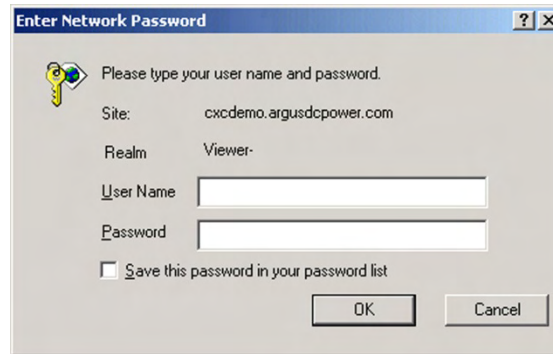 Enter Network Password
Please type your user name and password.
Site: cxcdemo.argusdcpower.com
Realm Viewer-
User Name
Password
Save this password in your password list
OK Cancel